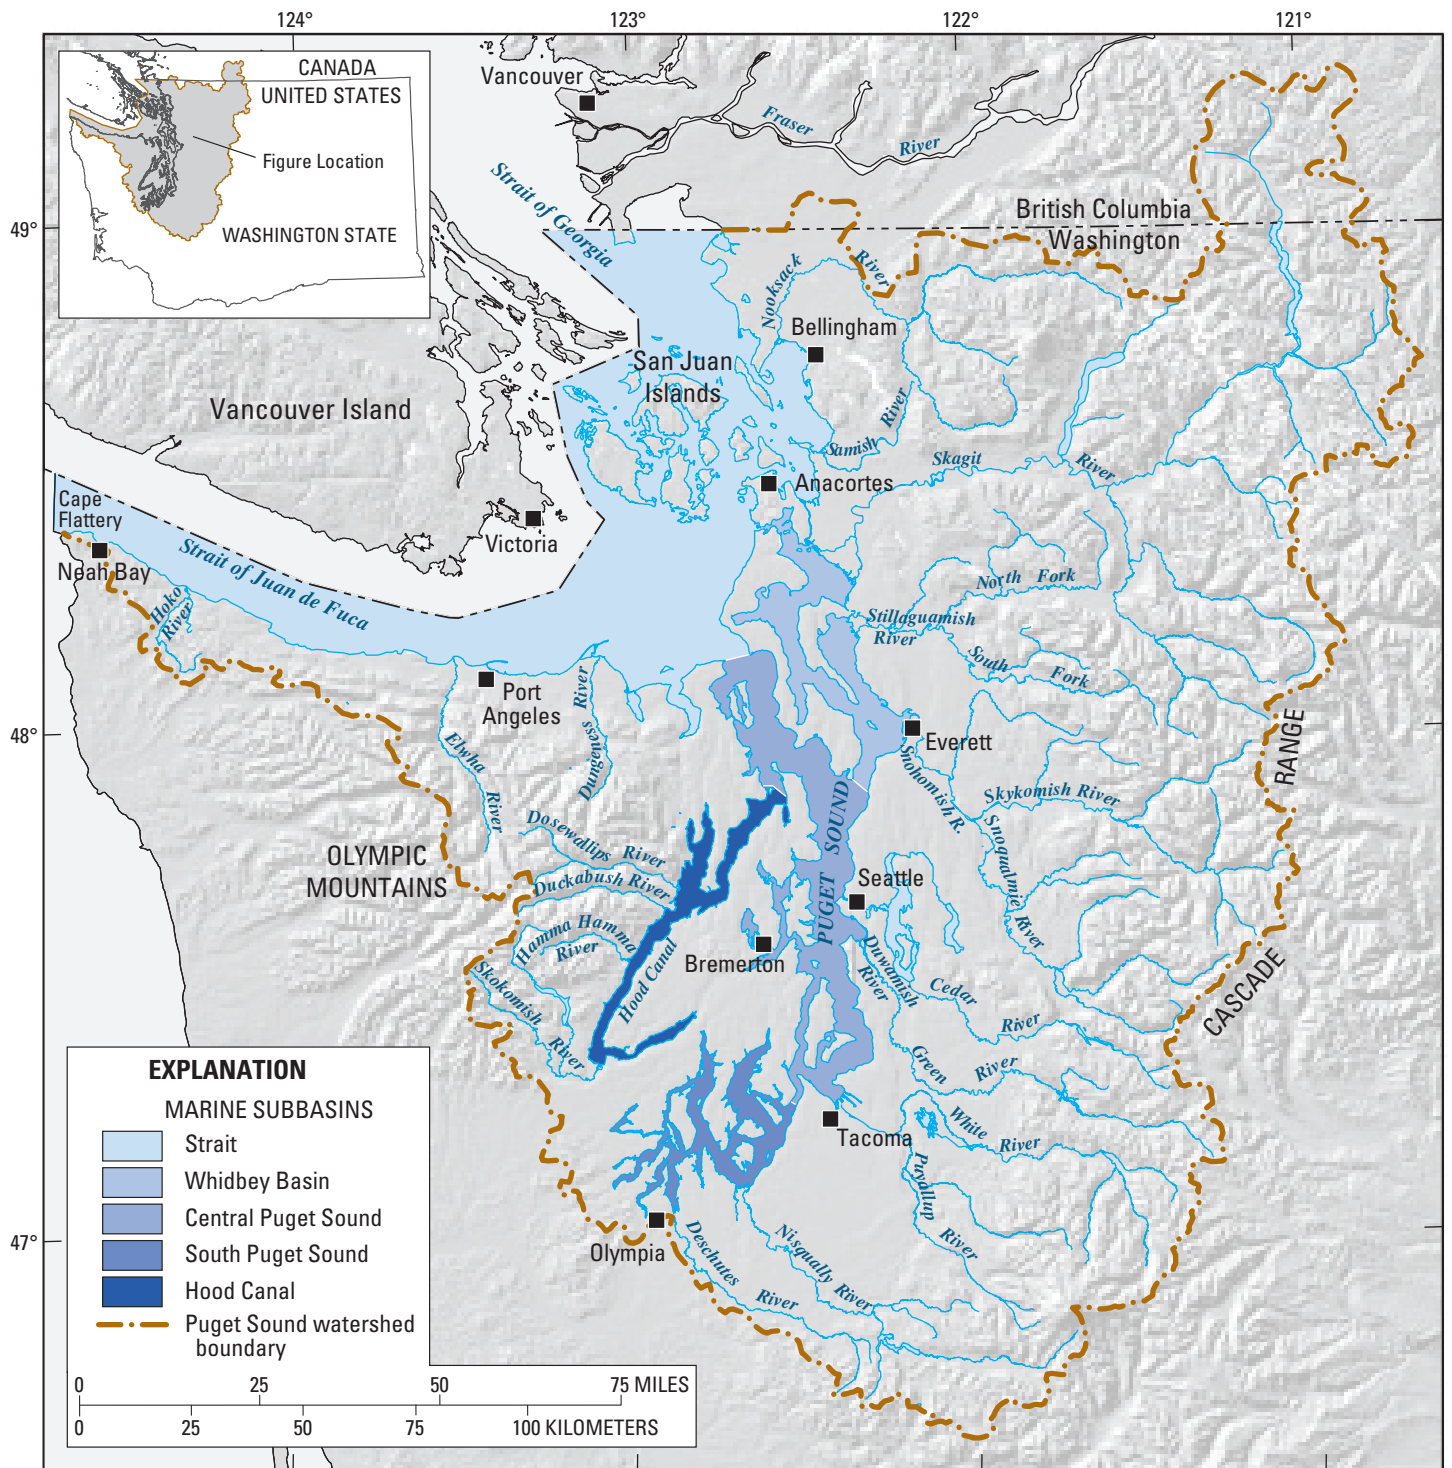 124°
123°
122°
121°
49°
48°
47°
CANADA
UNITED STATES
Figure Location
WASHINGTON STATE
Vancouver
Fraser
River
Strait of Georgia
British Columbia
Washington
Nooksack
River
Bellingham
San Juan
Islands
Vancouver Island
Samish
River
Skagit
River
Anacortes
Cape
Flattery
Neah Bay
Victoria
Strait of Juan de Fuca
Hoko
River
North Fork
Stillaguamish
River
South
Fork
Port
Angeles
Dungeness
River
Elwha
River
Everett
Snohomish R.
Skykomish River
Snoqualmie River
RANGE
CASCADE
PUGET SOUND
Dosewallips River
OLYMPIC
MOUNTAINS
Duckabush River
Seattle
Hamma Hamma
River
Hood Canal
Bremerton
Duwamish
River
Cedar
River
Skokomish
River
Green
River
White
River
Tacoma
Puyallup
River
Olympia
Deschutes
River
Nisqually River
EXPLANATION
MARINE SUBBASINS
Strait
Whidbey Basin
Central Puget Sound
South Puget Sound
Hood Canal
Puget Sound watershed
boundary
0 25 50 75 MILES
0 25 50 75 100 KILOMETERS